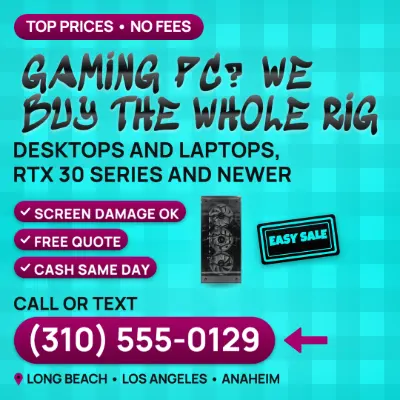 TOP PRICES • NO FEES
GAMING PC? WE
BUY THE WHOLE RIG
DESKTOPS AND LAPTOPS,
RTX 30 SERIES AND NEWER
SCREEN DAMAGE OK
FREE QUOTE
CASH SAME DAY
EASY SALE
CALL OR TEXT
(310) 555-0129
LONG BEACH • LOS ANGELES • ANAHEIM